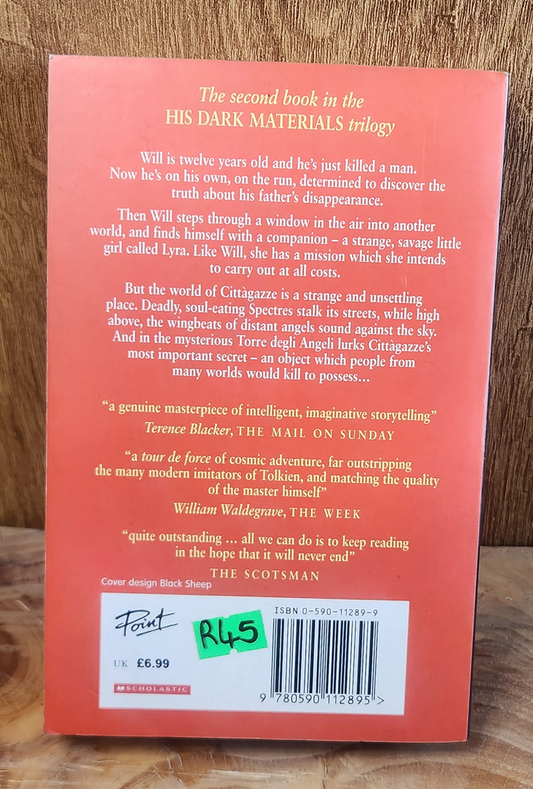 The second book in the
HIS DARK MATERIALS trilogy
Will is twelve years old and he's just killed a man.
Now he's on his own, on the run, determined to discover the
truth about his father's disappearance.
Then Will steps through a window in the air into another
world, and finds himself with a companion – a strange, savage little
girl called Lyra. Like Will, she has a mission which she intends
to carry out at all costs.
But the world of Cittàgazze is a strange and unsettling
place. Deadly, soul-eating Spectres stalk its streets, while high
above, the wingbeats of distant angels sound against the sky.
And in the mysterious Torre degli Angeli lurks Cittàgazze's
most important secret – an object which people from
many worlds would kill to possess...
“a genuine masterpiece of intelligent, imaginative storytelling”
Terence Blacker, THE MAIL ON SUNDAY
“a tour de force of cosmic adventure, far outstripping
the many modern imitators of Tolkien, and matching the quality
of the master himself”
William Waldegrave, THE WEEK
“quite outstanding ... all we can do is to keep reading
in the hope that it will never end”
THE SCOTSMAN
Cover design Black Sheep
Point
R45
UK £6.99
SCHOLASTIC
ISBN 0-590-11289-9
9 780590 112895 >